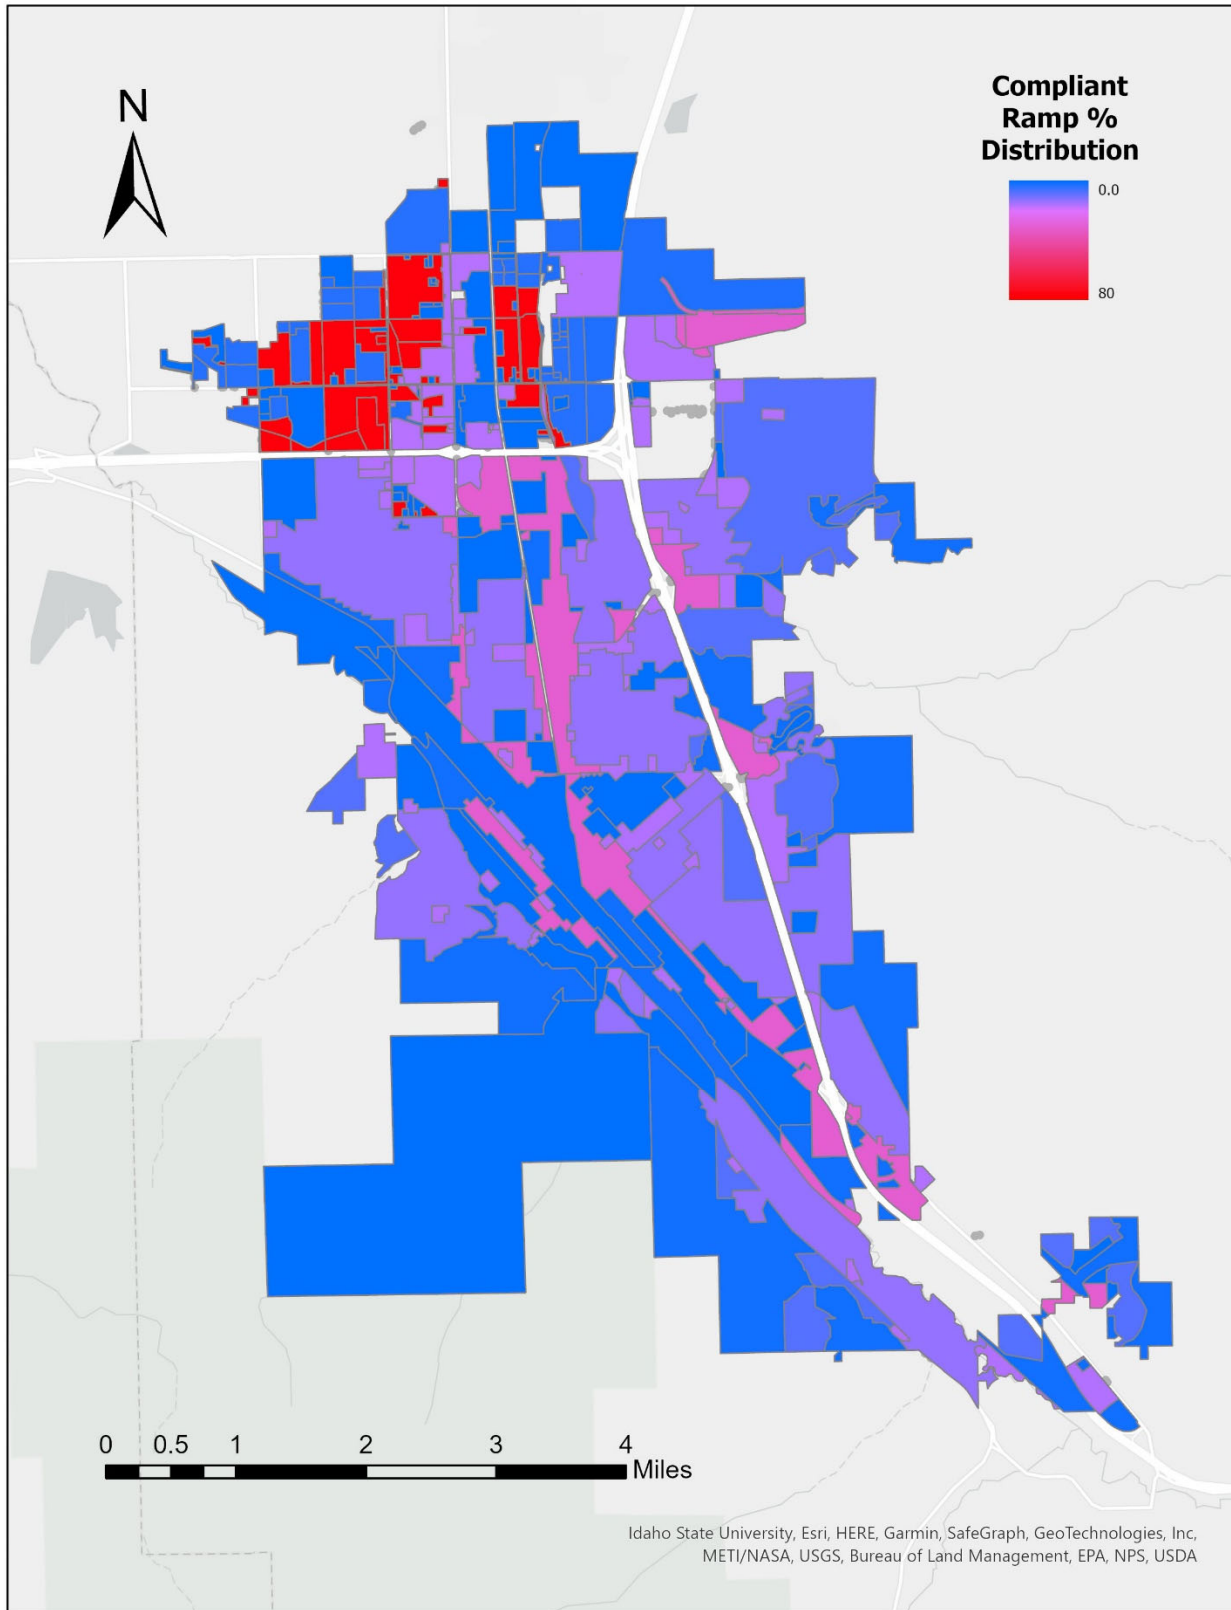 N
Compliant
Ramp %
Distribution
0.0
80
0 0.5 1 2 3 4
Miles
Idaho State University, Esri, HERE, Garmin, SafeGraph, GeoTechnologies, Inc,
METI/NASA, USGS, Bureau of Land Management, EPA, NPS, USDA